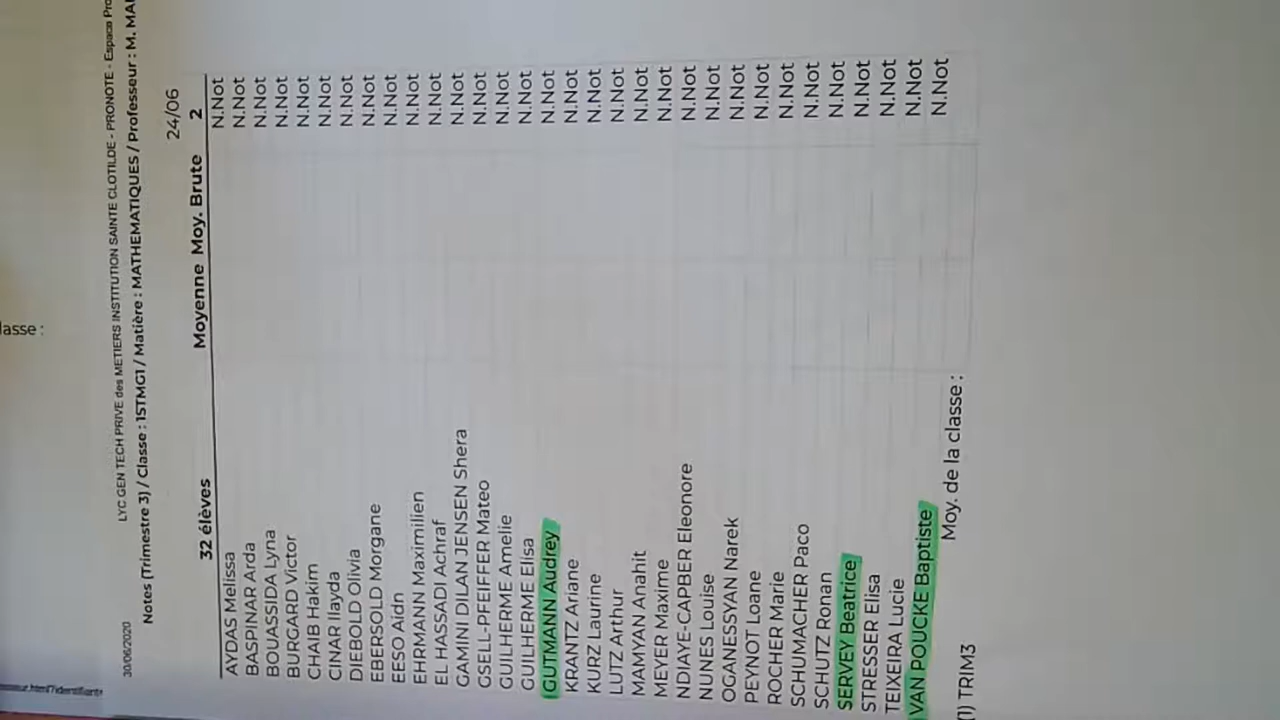 lasse :
30/06/2020
LYC GEN TECH PRIVE des METIERS INSTITUTION SAINTE CLOTILDE - PRONOTE - Espace Pro
Notes (Trimestre 3) / Classe : 1STMG1 / Matière : MATHEMATIQUES / Professeur : M. MA
24/06
32 élèves Moyenne Moy. Brute 2
AYDAS Melissa N.Not
BASPINAR Arda N.Not
BOUASSIDA Lyna N.Not
BURGARD Victor N.Not
CHAIB Hakim N.Not
CINAR Ilayda N.Not
DIEBOLD Olivia N.Not
EBERSOLD Morgane N.Not
EESO Aidn N.Not
EHRMANN Maximilien N.Not
EL HASSADI Achraf N.Not
GAMINI DILAN JENSEN Shera N.Not
GSELL-PFEIFFER Mateo N.Not
GUILHERME Amelie N.Not
GUILHERME Elisa N.Not
GUTMANN Audrey N.Not
KRANTZ Ariane N.Not
KURZ Laurine N.Not
LUTZ Arthur N.Not
MAMYAN Anahit N.Not
MEYER Maxime N.Not
NDIAYE-CAPBER Eleonore N.Not
NUNES Louise N.Not
OGANESSYAN Narek N.Not
PEYNOT Loane N.Not
ROCHER Marie N.Not
SCHUMACHER Paco N.Not
SCHUTZ Ronan N.Not
SERVEY Beatrice N.Not
STRESSER Elisa N.Not
TEIXEIRA Lucie N.Not
VAN POUCKE Baptiste N.Not
Moy. de la classe : N.Not
(1) TRIM3